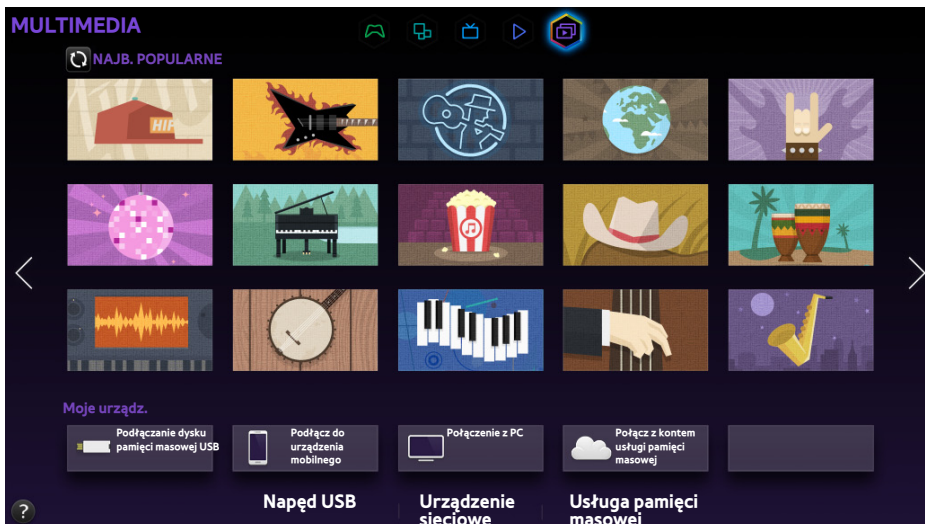 MULTIMEDIA
NAJB. POPULARNE
HIP
Moje urządz.
Podłączanie dysku
pamięci masowej USB
Podłącz do
urządzenia
mobilnego
Połączenie z PC
Połącz z kontem
usługi pamięci
masowej
Napęd USB
Urządzenie
sieciowe
Usługa pamięci
masowej
?